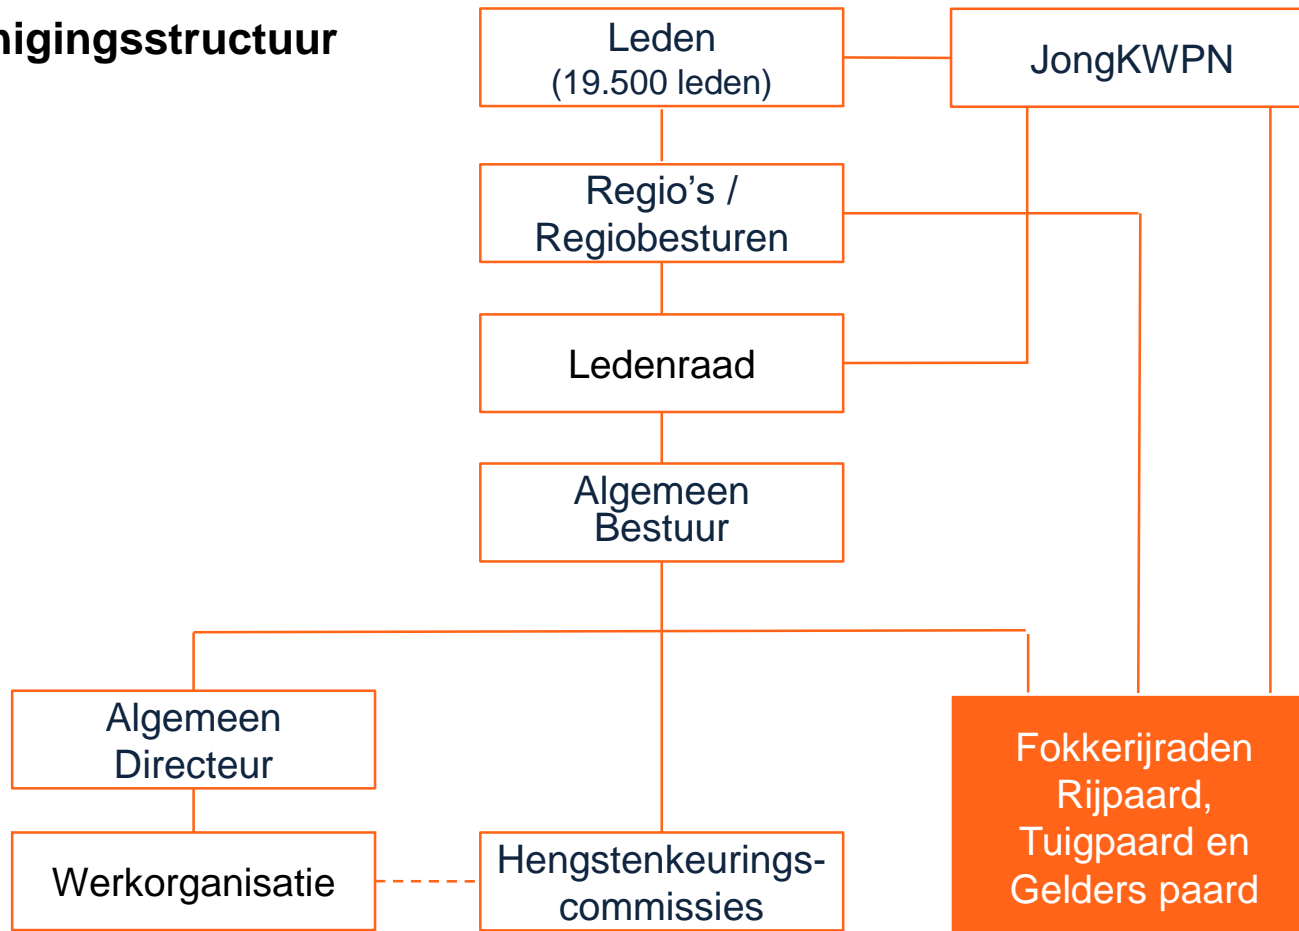 nigingsstructuur
Leden
(19.500 leden)
JongKWPN
Regio’s /
Regiobesturen
Ledenraad
Algemeen
Bestuur
Algemeen
Directeur
Werkorganisatie
Hengstenkeurings-
commissies
Fokkerijraden
Rijpaard,
Tuigpaard en
Gelders paard